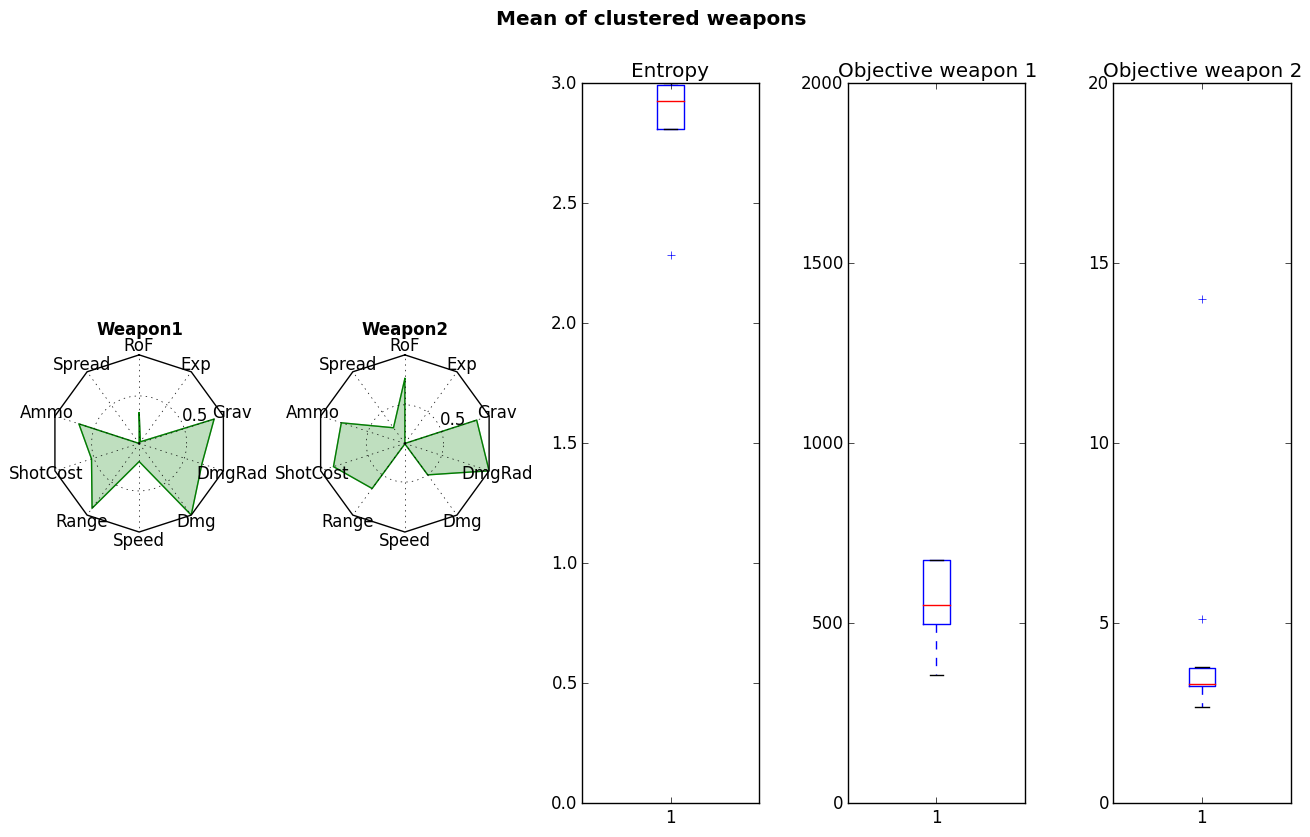 Mean of clustered weapons
Weapon1
RoF
Exp
Grav
DmgRad
Dmg
Speed
Range
ShotCost
Ammo
Spread
0.5
Weapon2
RoF
Exp
Grav
DmgRad
Dmg
Speed
Range
ShotCost
Ammo
Spread
0.5
Entropy
3.0
2.5
2.0
1.5
1.0
0.5
0.0
1
Objective weapon 1
2000
1500
1000
500
0
1
Objective weapon 2
20
15
10
5
0
1